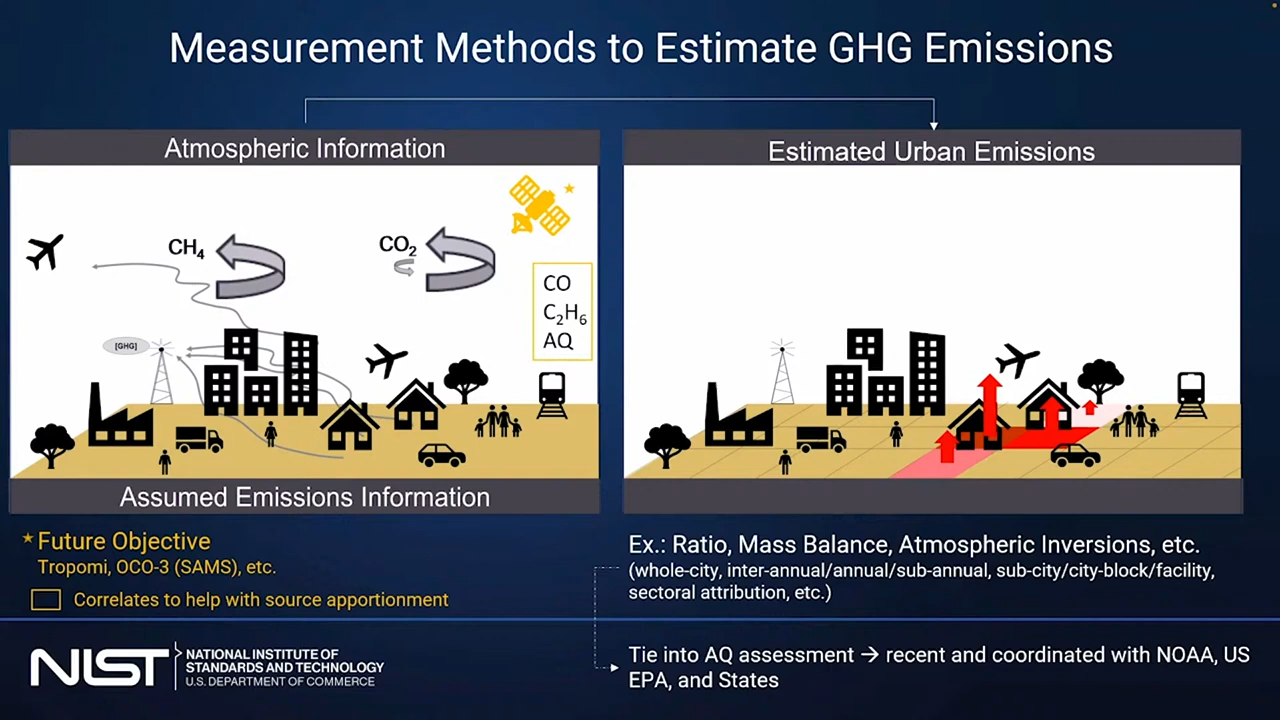 Measurement Methods to Estimate GHG Emissions
Atmospheric Information
CH₄
CO₂
CO
C₂H₆
AQ
[GHG]
Assumed Emissions Information
Estimated Urban Emissions
★ Future Objective
Tropomi, OCO-3 (SAMS), etc.
Correlates to help with source apportionment
Ex.: Ratio, Mass Balance, Atmospheric Inversions, etc.
(whole-city, inter-annual/annual/sub-annual, sub-city/city-block/facility,
sectoral attribution, etc.)
Tie into AQ assessment → recent and coordinated with NOAA, US
EPA, and States
NIST
NATIONAL INSTITUTE OF
STANDARDS AND TECHNOLOGY
U.S. DEPARTMENT OF COMMERCE